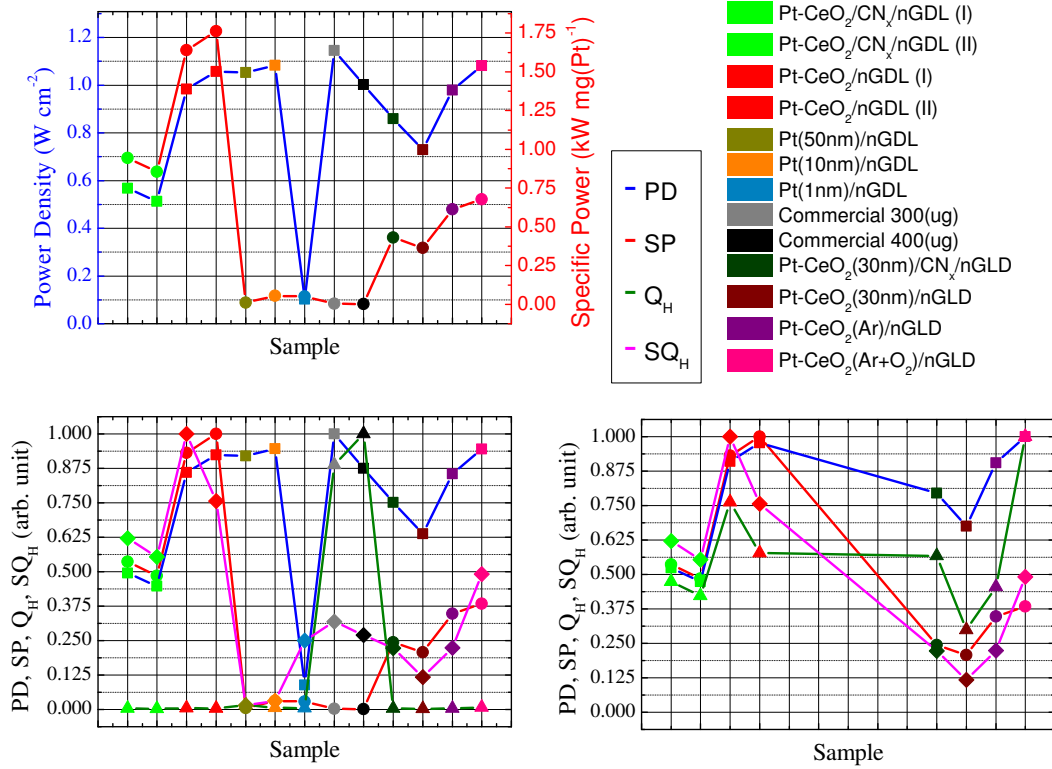 1.2
1.0
0.8
0.6
0.4
0.2
0.0
Power Density (W cm⁻²)
1.75
1.50
1.25
1.00
0.75
0.50
0.25
0.00
Specific Power (kW mg(Pt)⁻¹)
Sample
PD
SP
Q_H
SQ_H
Pt-CeO₂/CNₓ/nGDL (I)
Pt-CeO₂/CNₓ/nGDL (II)
Pt-CeO₂/nGDL (I)
Pt-CeO₂/nGDL (II)
Pt(50nm)/nGDL
Pt(10nm)/nGDL
Pt(1nm)/nGDL
Commercial 300(ug)
Commercial 400(ug)
Pt-CeO₂(30nm)/CNₓ/nGLD
Pt-CeO₂(30nm)/nGLD
Pt-CeO₂(Ar)/nGLD
Pt-CeO₂(Ar+O₂)/nGLD
1.000
0.875
0.750
0.625
0.500
0.375
0.250
0.125
0.000
PD, SP, Q_H, SQ_H (arb. unit)
Sample
1.000
0.875
0.750
0.625
0.500
0.375
0.250
0.125
0.000
PD, SP, Q_H, SQ_H (arb. unit)
Sample